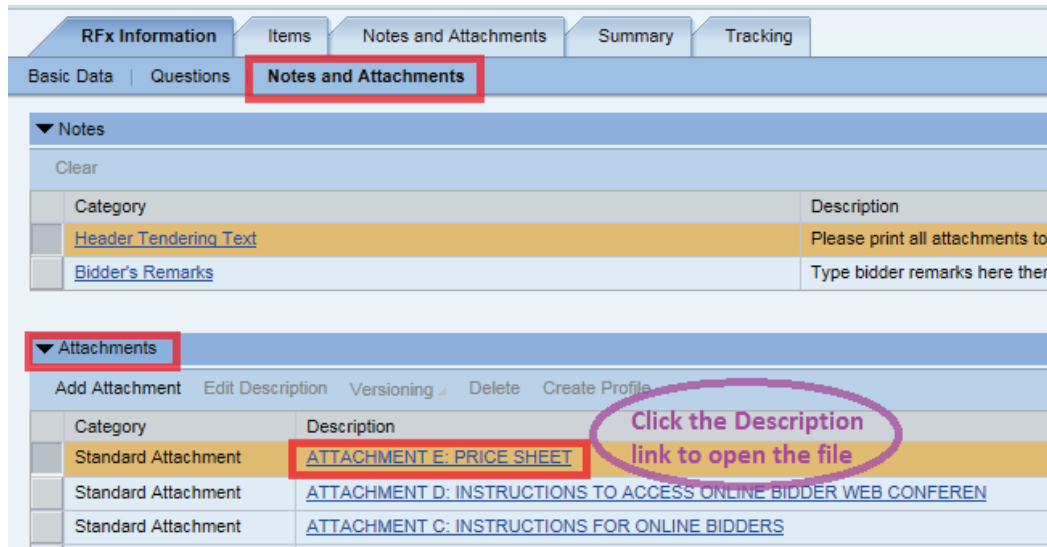 RFx Information Items Notes and Attachments Summary Tracking
Basic Data | Questions Notes and Attachments
Notes
Clear
Category Description
Header Tendering Text Please print all attachments to
Bidder's Remarks Type bidder remarks here ther
Attachments
Add Attachment Edit Description Versioning Delete Create Profile
Category Description
Standard Attachment ATTACHMENT E: PRICE SHEET
Standard Attachment ATTACHMENT D: INSTRUCTIONS TO ACCESS ONLINE BIDDER WEB CONFEREN
Standard Attachment ATTACHMENT C: INSTRUCTIONS FOR ONLINE BIDDERS
Click the Description
link to open the file